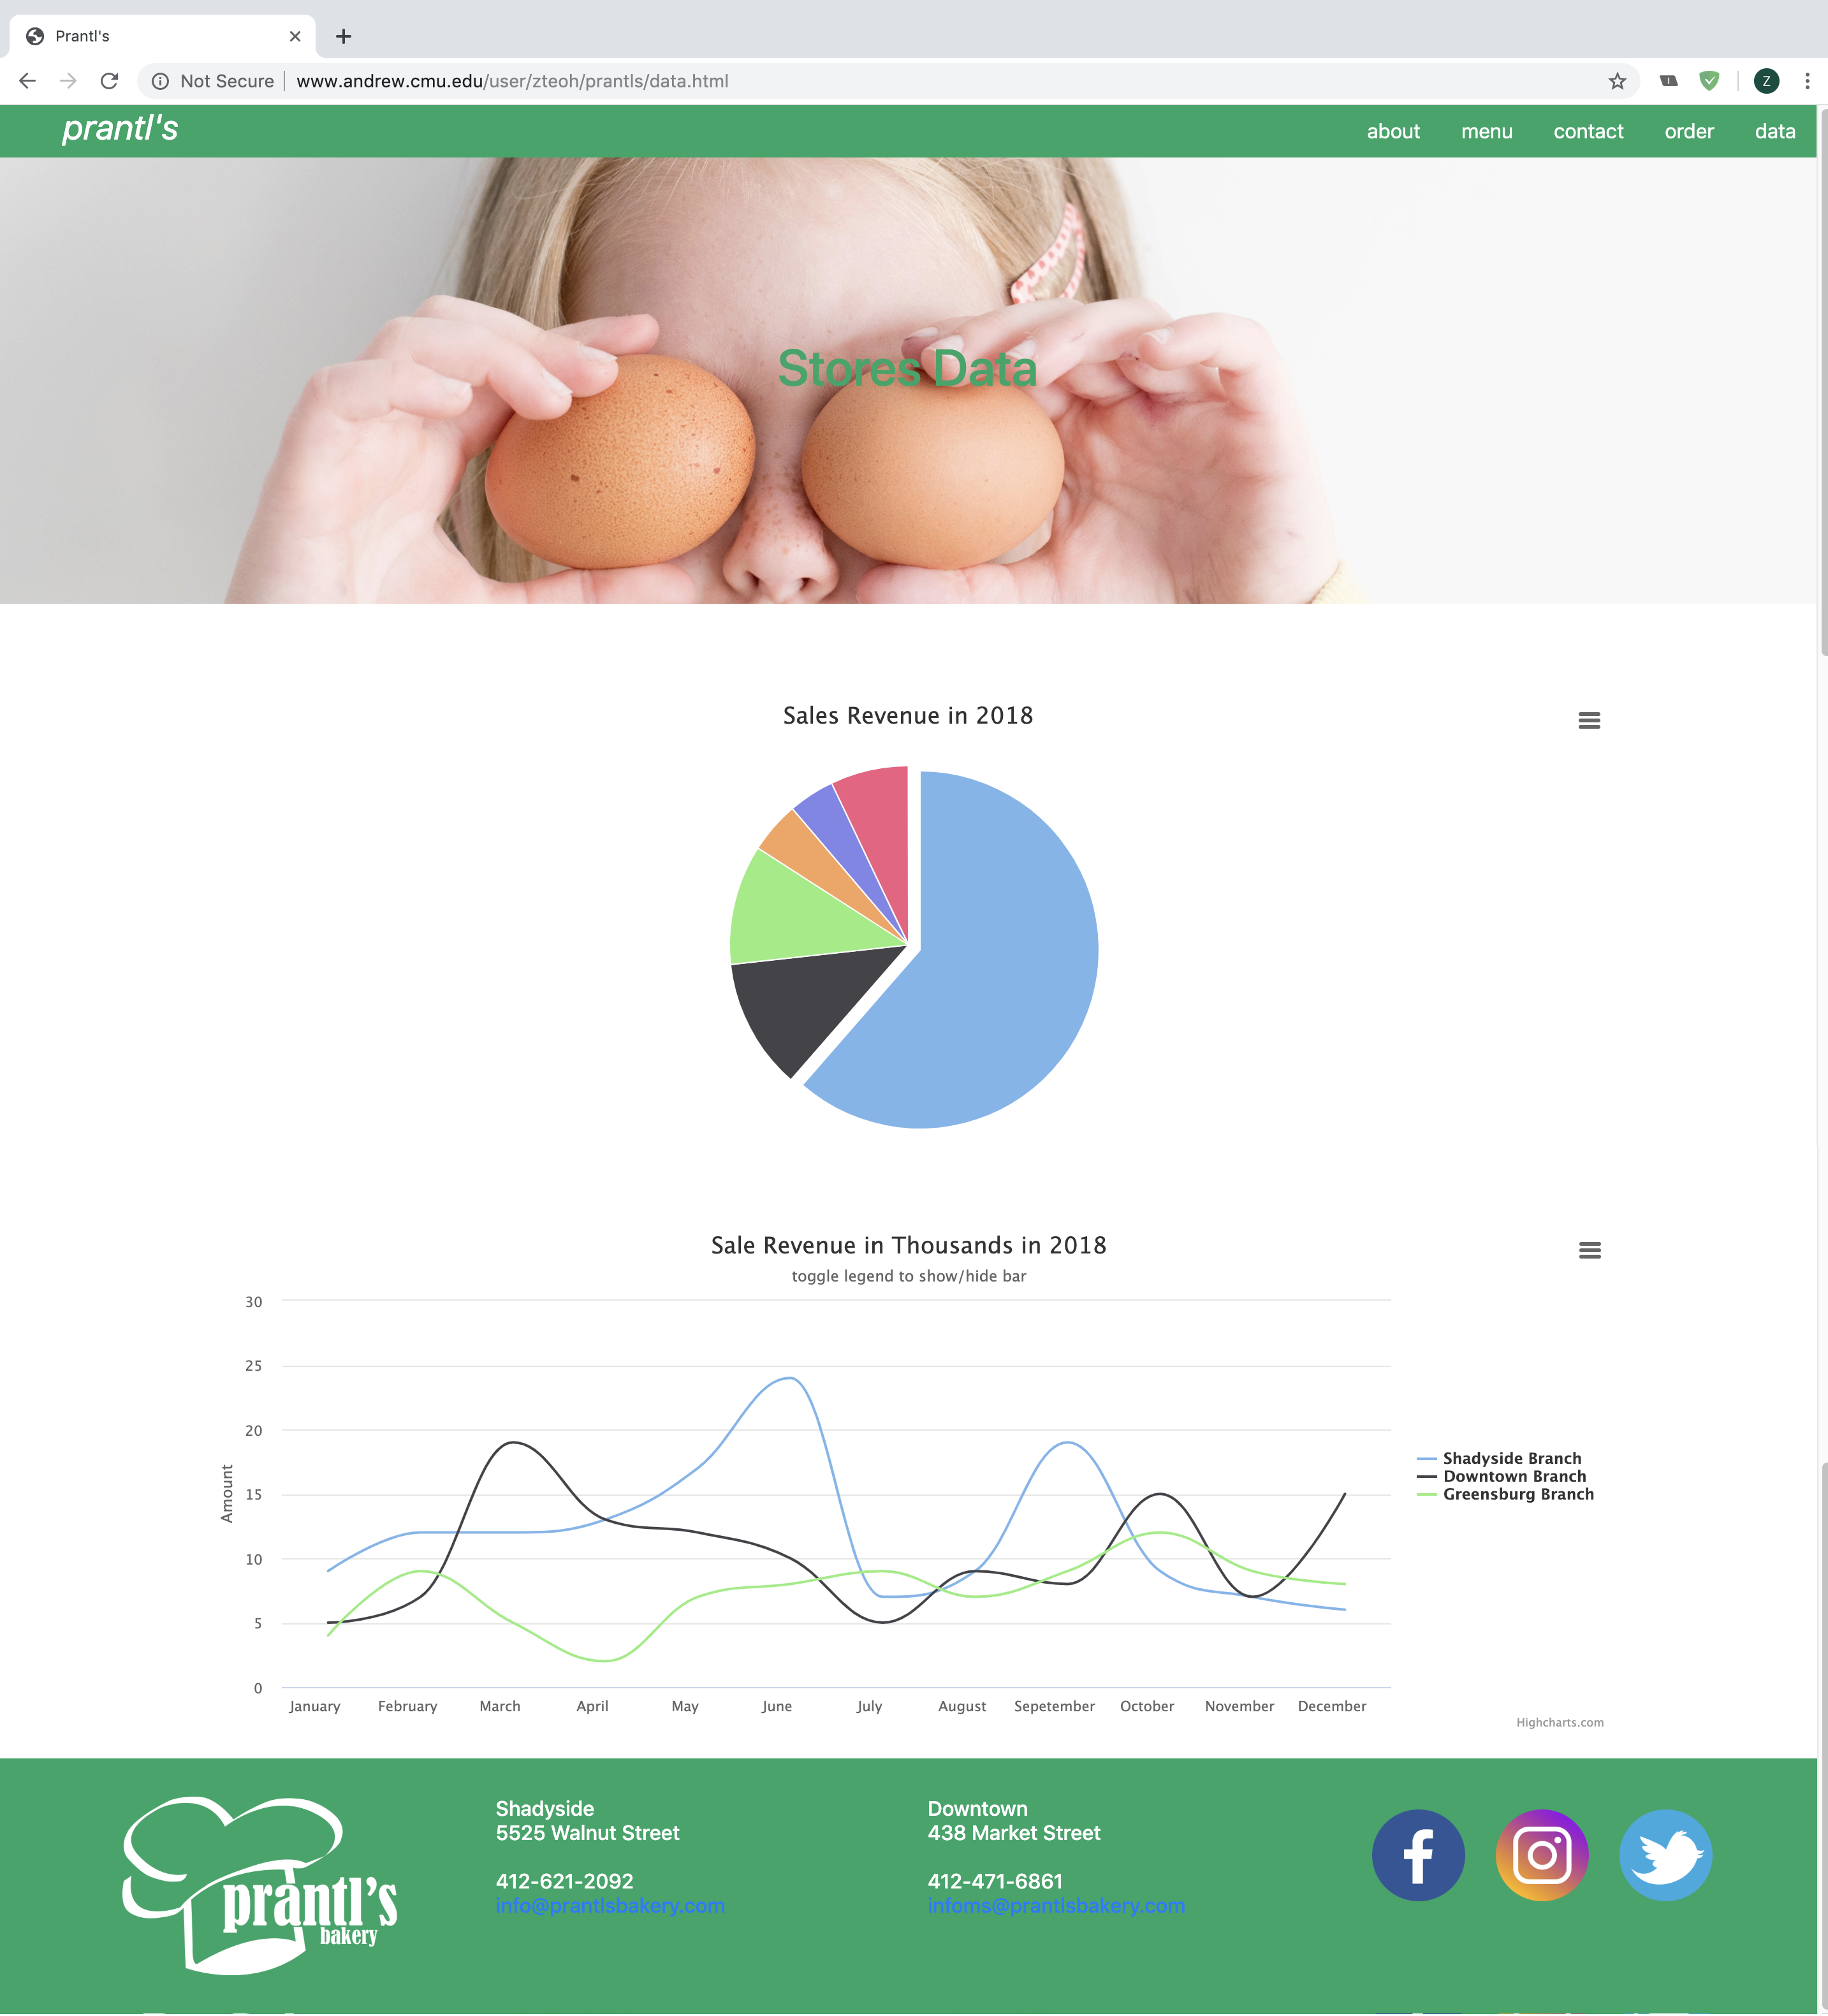 Prantl's
Not Secure
www.andrew.cmu.edu/user/zteoh/prantls/data.html
Z
prantl's
about
menu
contact
order
data
Stores Data
Sales Revenue in 2018
Sale Revenue in Thousands in 2018
toggle legend to show/hide bar
30
25
20
15
10
5
0
Amount
January
February
March
April
May
June
July
August
Sepetember
October
November
December
Shadyside Branch
Downtown Branch
Greensburg Branch
Highcharts.com
prantl's
bakery
Shadyside
5525 Walnut Street
412-621-2092
info@prantlsbakery.com
Downtown
438 Market Street
412-471-6861
infoms@prantlsbakery.com